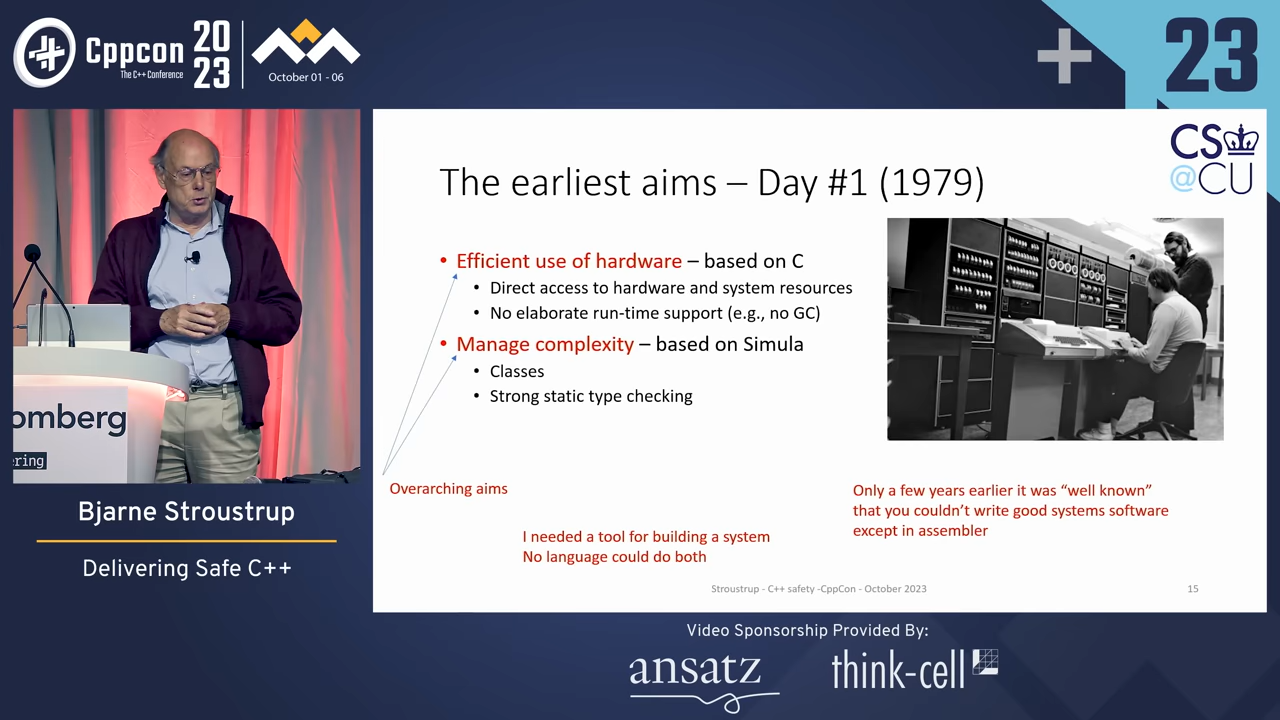 Cppcon
The C++ Conference
20
23
October 01 - 06
23
CS
@CU
The earliest aims – Day #1 (1979)
• Efficient use of hardware – based on C
• Direct access to hardware and system resources
• No elaborate run-time support (e.g., no GC)
• Manage complexity – based on Simula
• Classes
• Strong static type checking
Overarching aims
I needed a tool for building a system
No language could do both
Only a few years earlier it was “well known”
that you couldn’t write good systems software
except in assembler
Stroustrup - C++ safety -CppCon - October 2023
15
omberg
ering
Bjarne Stroustrup
Delivering Safe C++
Video Sponsorship Provided By:
ansatz
think-cell